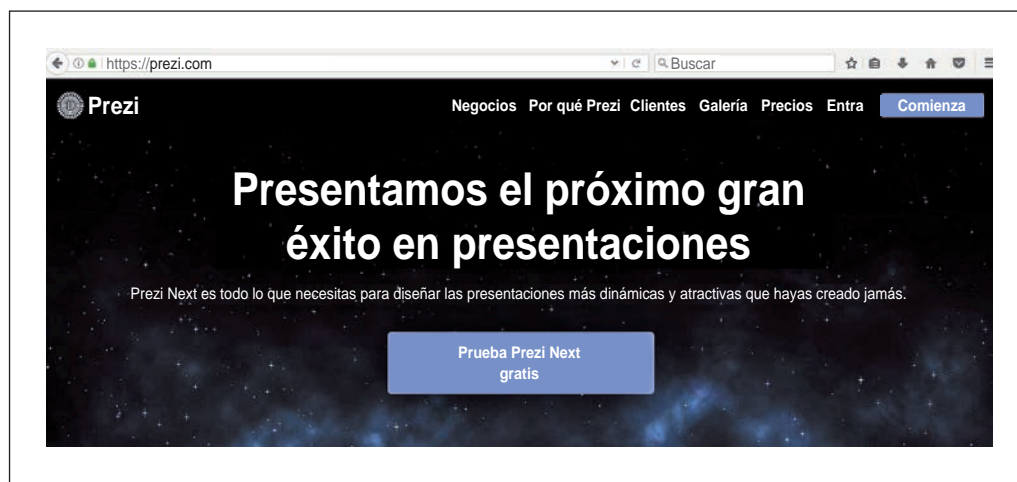 https://prezi.com
Buscar
Prezi
Negocios Por qué Prezi Clientes Galería Precios Entra Comienza
Presentamos el próximo gran
éxito en presentaciones
Prezi Next es todo lo que necesitas para diseñar las presentaciones más dinámicas y atractivas que hayas creado jamás.
Prueba Prezi Next
gratis